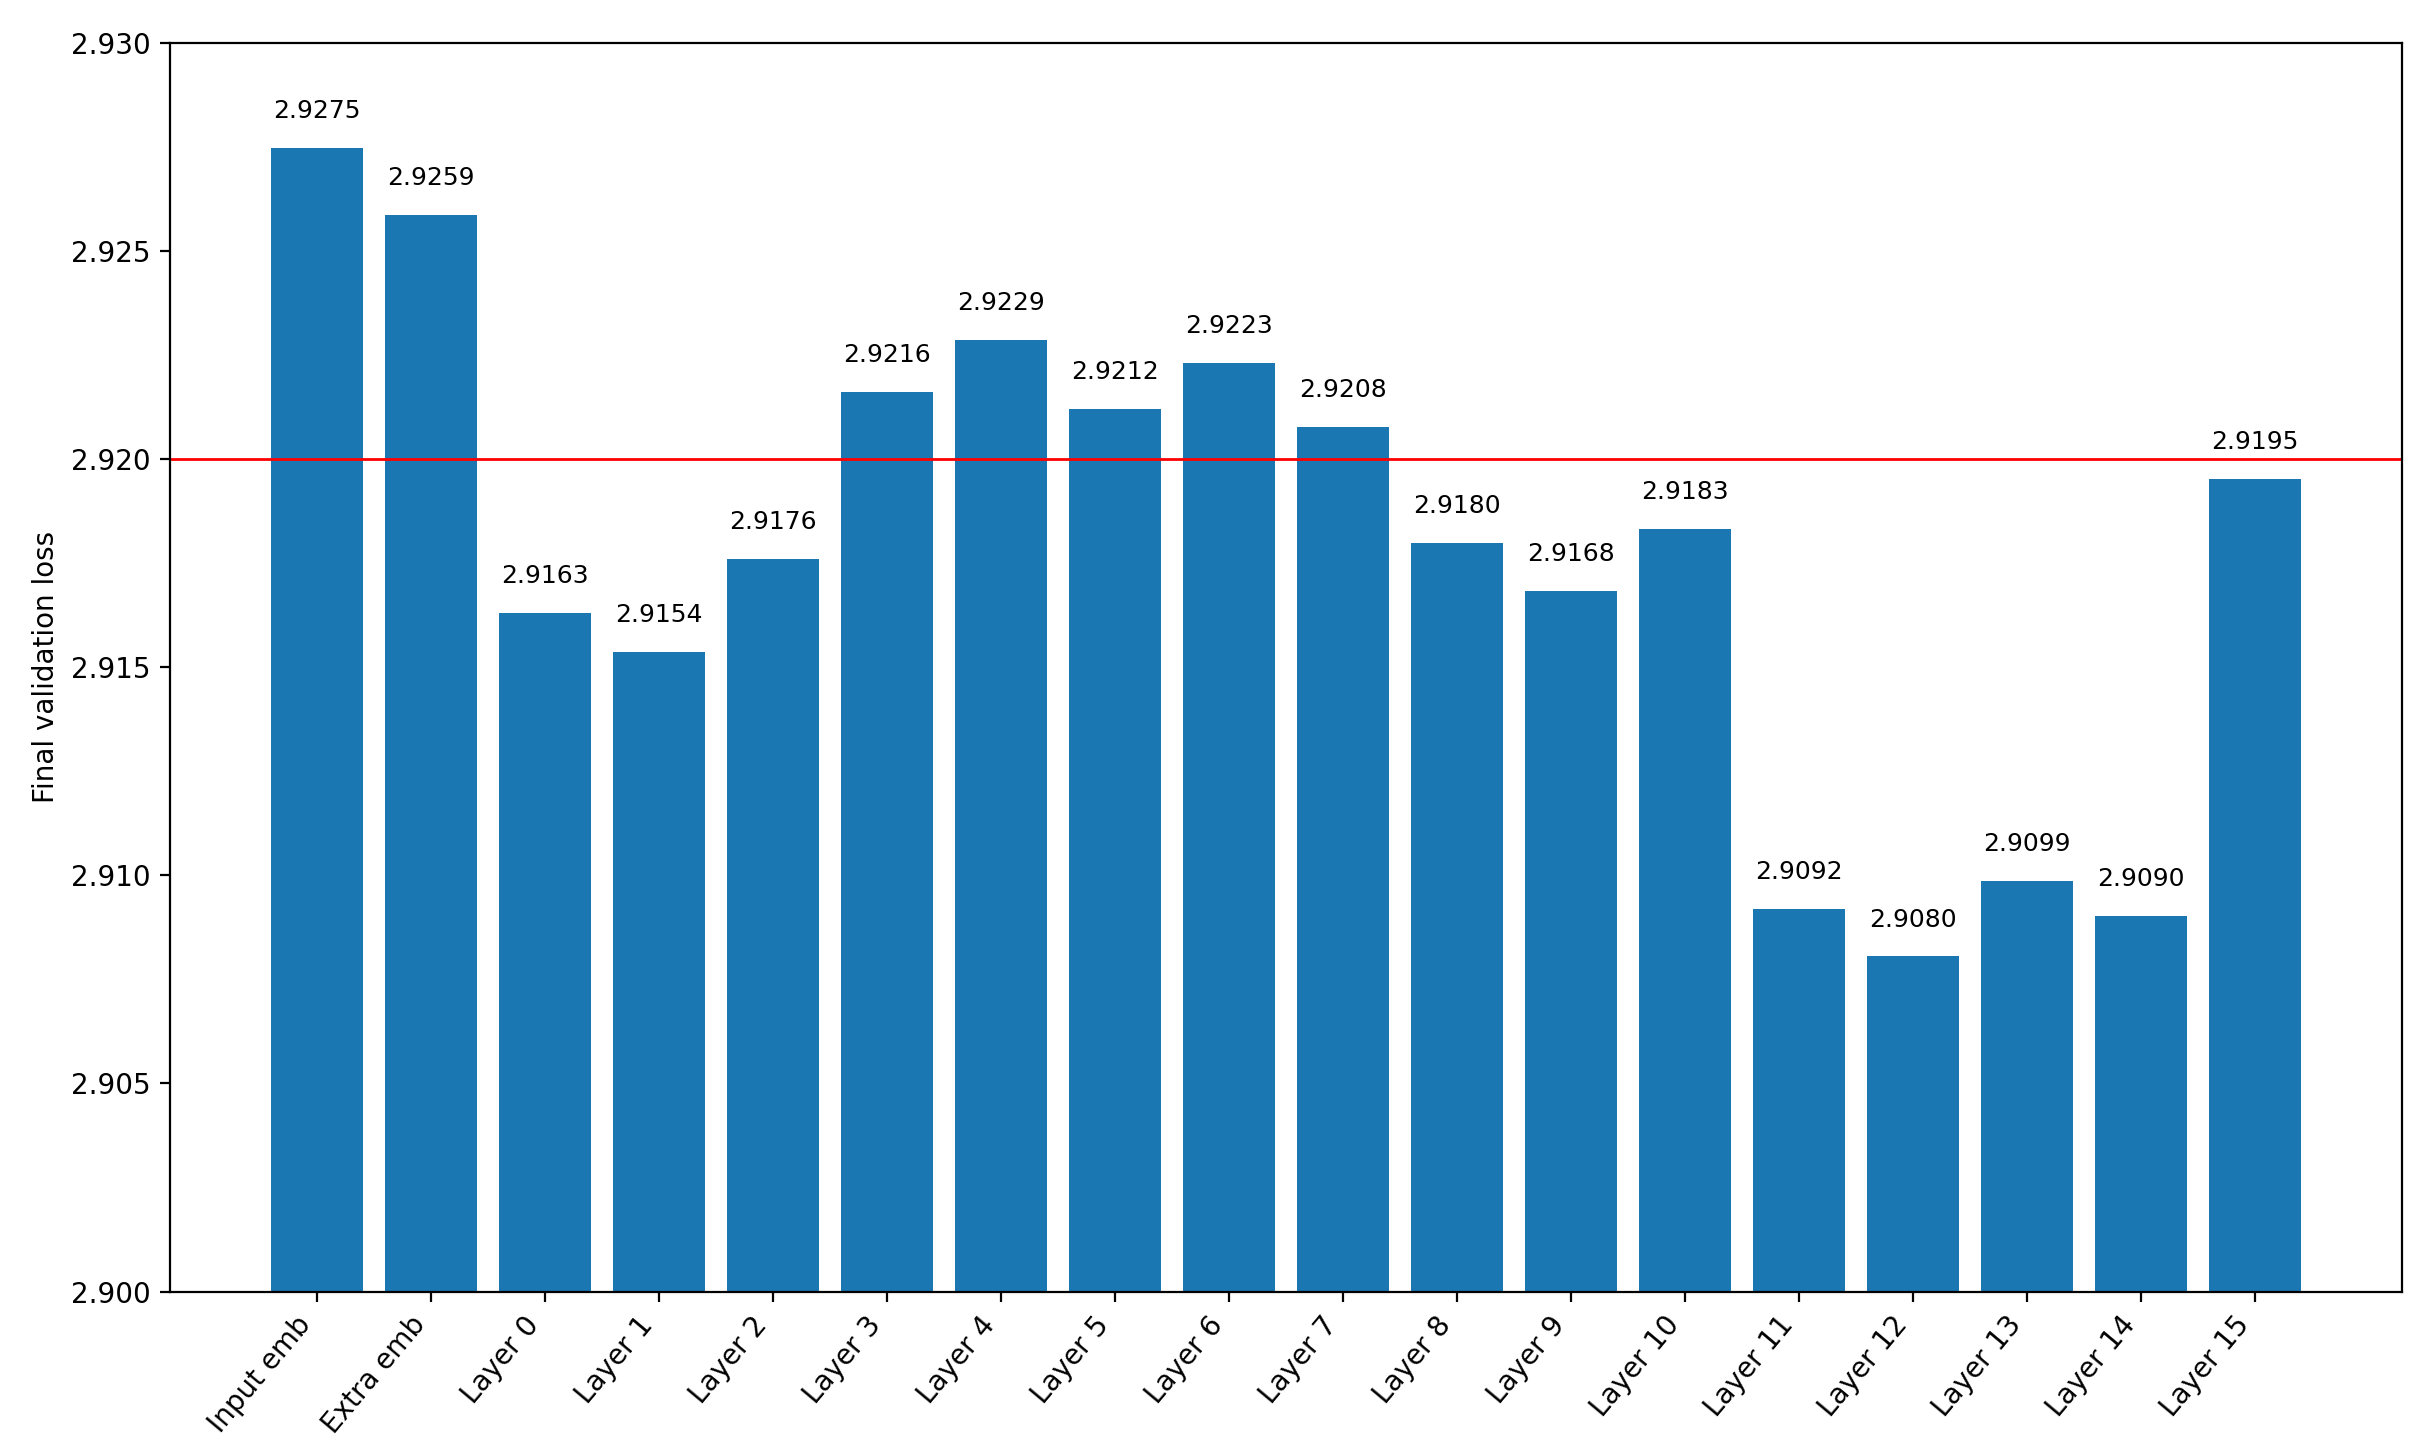 2.930
2.925
2.920
2.915
2.910
2.905
2.900
Final validation loss
2.9275
2.9259
2.9163
2.9154
2.9176
2.9216
2.9229
2.9212
2.9223
2.9208
2.9180
2.9168
2.9183
2.9092
2.9080
2.9099
2.9090
2.9195
Input emb
Extra emb
Layer 0
Layer 1
Layer 2
Layer 3
Layer 4
Layer 5
Layer 6
Layer 7
Layer 8
Layer 9
Layer 10
Layer 11
Layer 12
Layer 13
Layer 14
Layer 15